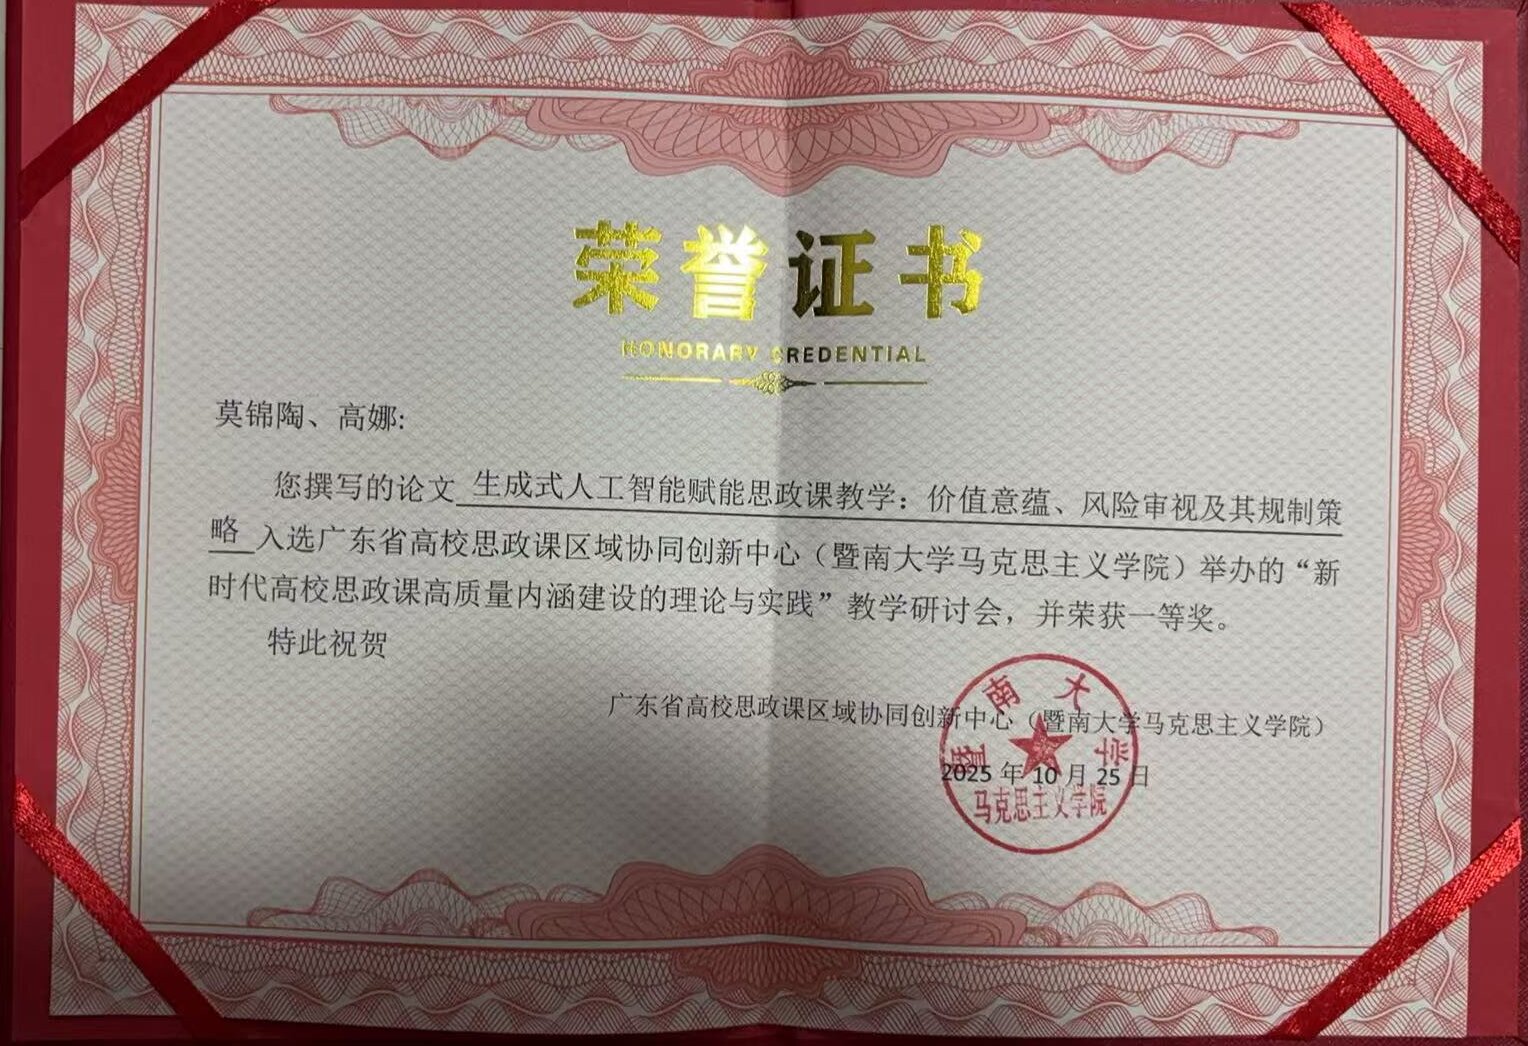 荣誉证书
HONORARY CREDENTIAL
莫锦陶、高娜:
您撰写的论文 生成式人工智能赋能思政课教学：价值意蕴、风险审视及其规制策
略 入选广东省高校思政课区域协同创新中心（暨南大学马克思主义学院）举办的“新
时代高校思政课高质量内涵建设的理论与实践”教学研讨会，并荣获一等奖。
特此祝贺
广东省高校思政课区域协同创新中心（暨南大学马克思主义学院）
2025 年 10 月 25 日
暨南大学
马克思主义学院